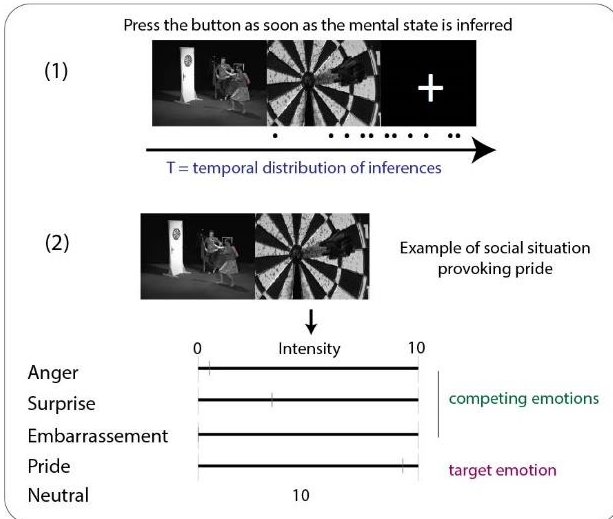 Press the button as soon as the mental state is inferred
(1)
T = temporal distribution of inferences
(2)
Example of social situation
provoking pride
0 Intensity 10
Anger
Surprise
competing emotions
Embarrassement
Pride
target emotion
Neutral 10